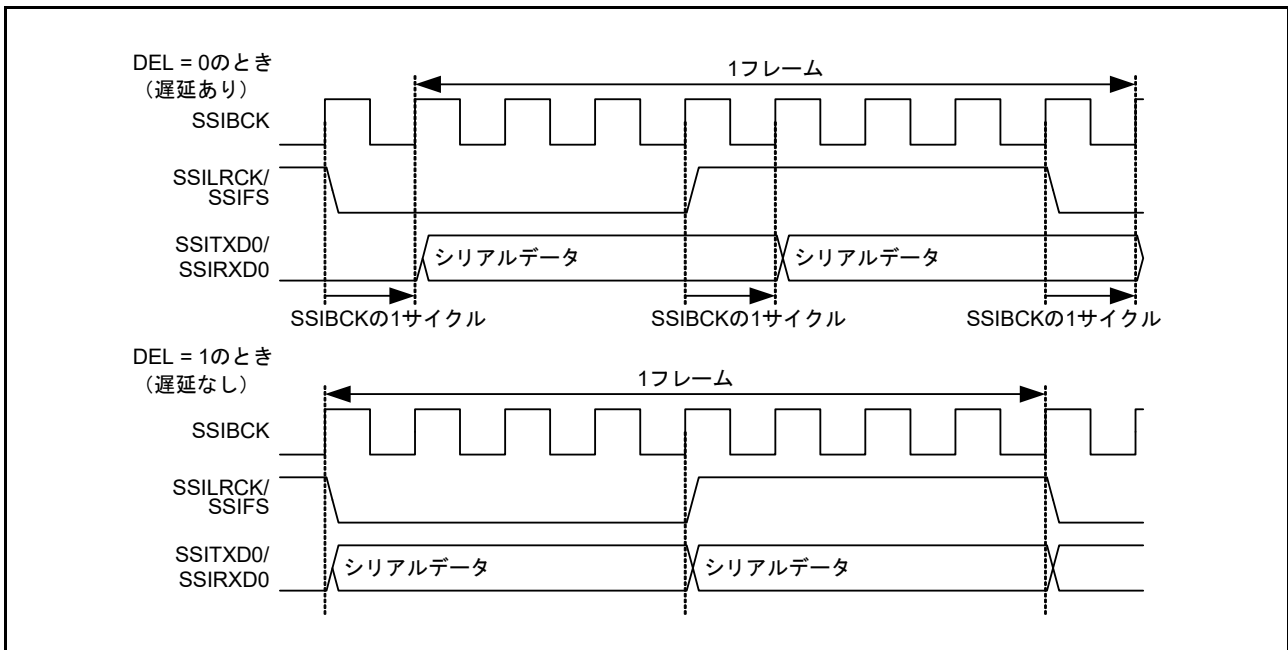 DEL = 0のとき
（遅延あり）
1フレーム
SSIBCK
SSILRCK/
SSIFS
SSITXD0/
SSIRXD0
シリアルデータ
シリアルデータ
SSIBCKの1サイクル
SSIBCKの1サイクル
SSIBCKの1サイクル
DEL = 1のとき
（遅延なし）
1フレーム
SSIBCK
SSILRCK/
SSIFS
SSITXD0/
SSIRXD0
シリアルデータ
シリアルデータ